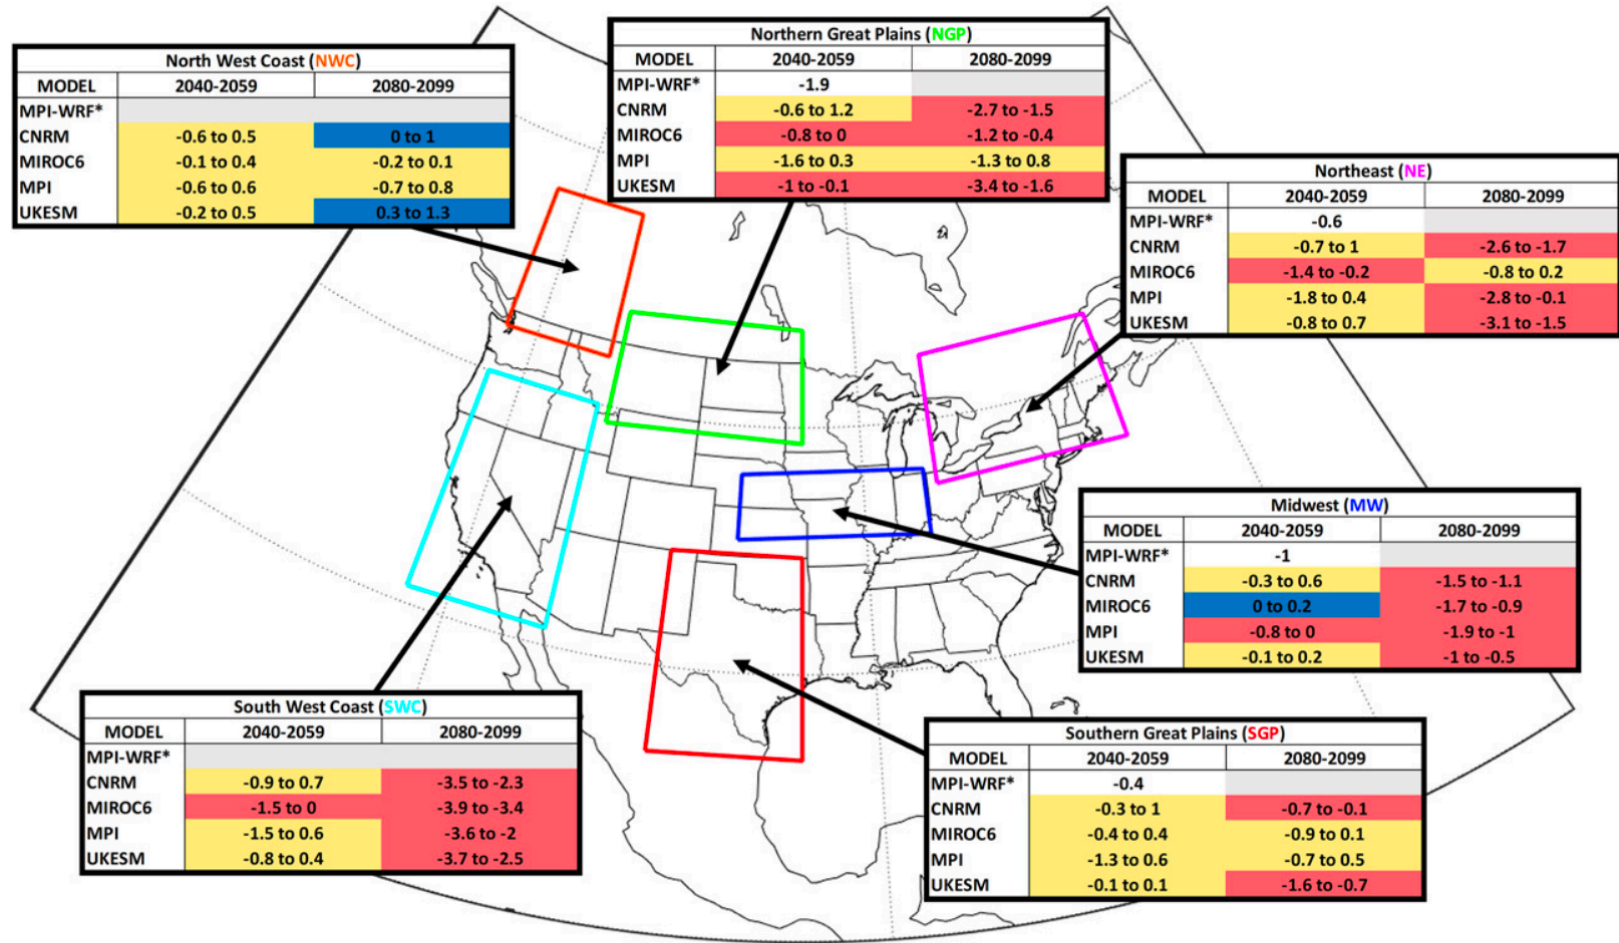 North West Coast (NWC)
MODEL 2040-2059 2080-2099
MPI-WRF*
CNRM -0.6 to 0.5 0 to 1
MIROC6 -0.1 to 0.4 -0.2 to 0.1
MPI -0.6 to 0.6 -0.7 to 0.8
UKESM -0.2 to 0.5 0.3 to 1.3
Northern Great Plains (NGP)
MODEL 2040-2059 2080-2099
MPI-WRF* -1.9
CNRM -0.6 to 1.2 -2.7 to -1.5
MIROC6 -0.8 to 0 -1.2 to -0.4
MPI -1.6 to 0.3 -1.3 to 0.8
UKESM -1 to -0.1 -3.4 to -1.6
Northeast (NE)
MODEL 2040-2059 2080-2099
MPI-WRF* -0.6
CNRM -0.7 to 1 -2.6 to -1.7
MIROC6 -1.4 to -0.2 -0.8 to 0.2
MPI -1.8 to 0.4 -2.8 to -0.1
UKESM -0.8 to 0.7 -3.1 to -1.5
Midwest (MW)
MODEL 2040-2059 2080-2099
MPI-WRF* -1
CNRM -0.3 to 0.6 -1.5 to -1.1
MIROC6 0 to 0.2 -1.7 to -0.9
MPI -0.8 to 0 -1.9 to -1
UKESM -0.1 to 0.2 -1 to -0.5
South West Coast (SWC)
MODEL 2040-2059 2080-2099
MPI-WRF*
CNRM -0.9 to 0.7 -3.5 to -2.3
MIROC6 -1.5 to 0 -3.9 to -3.4
MPI -1.5 to 0.6 -3.6 to -2
UKESM -0.8 to 0.4 -3.7 to -2.5
Southern Great Plains (SGP)
MODEL 2040-2059 2080-2099
MPI-WRF* -0.4
CNRM -0.3 to 1 -0.7 to -0.1
MIROC6 -0.4 to 0.4 -0.9 to 0.1
MPI -1.3 to 0.6 -0.7 to 0.5
UKESM -0.1 to 0.1 -1.6 to -0.7